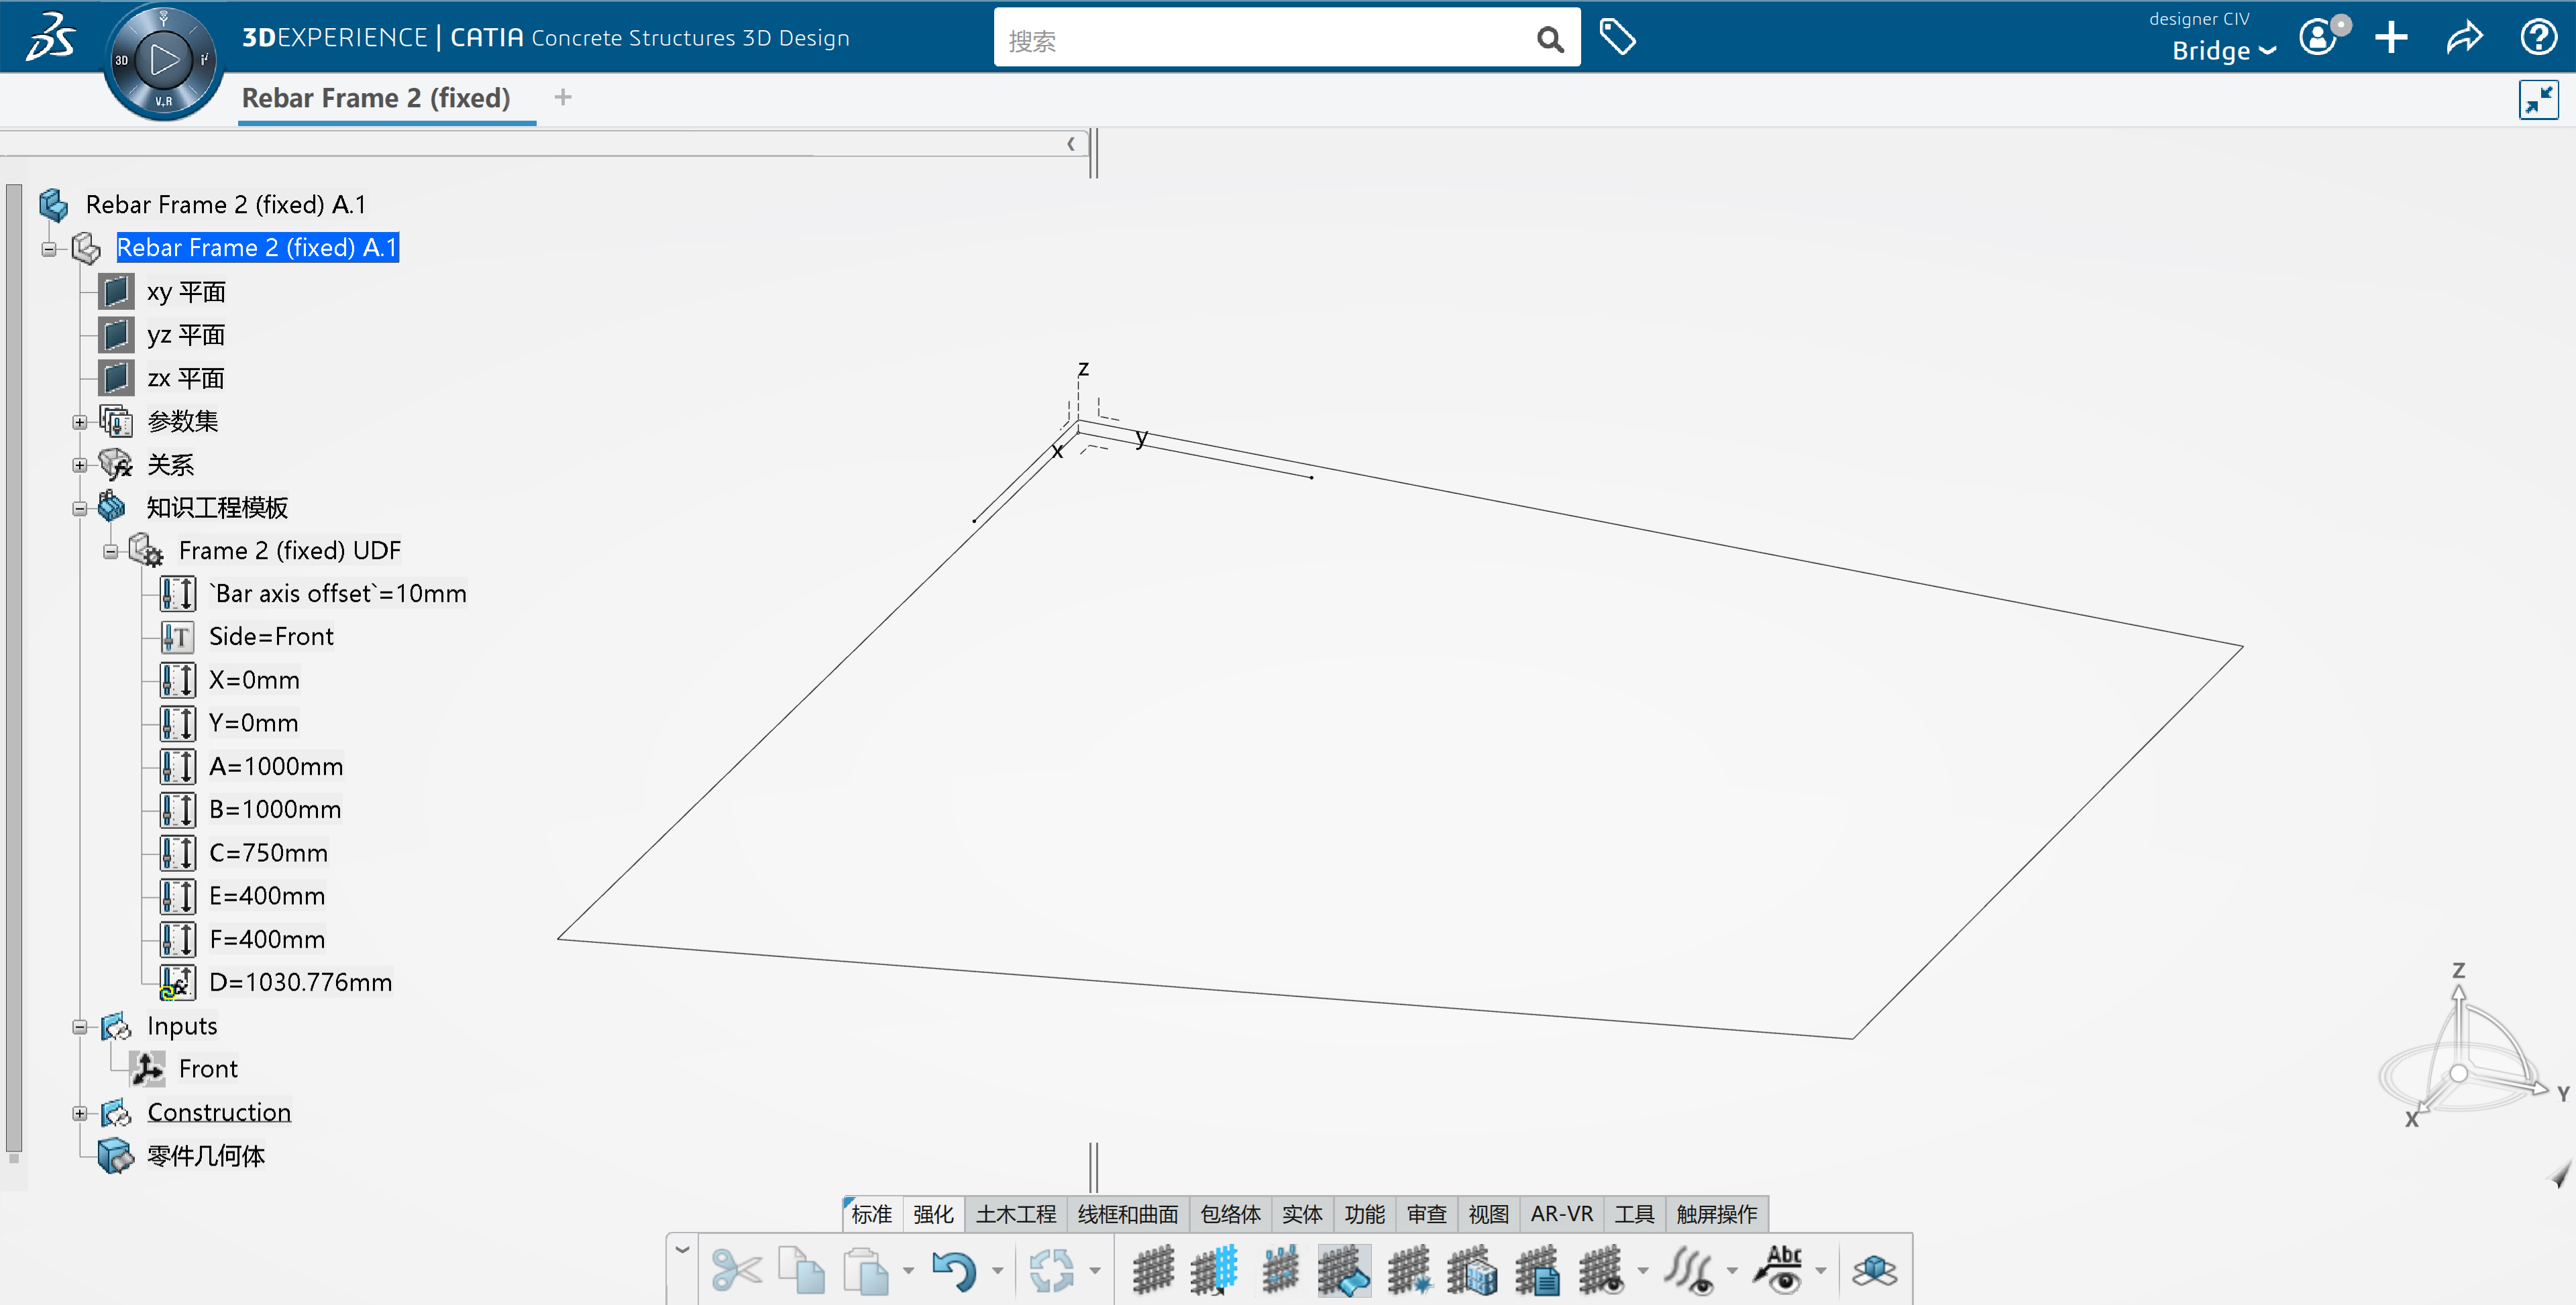 3DEXPERIENCE | CATIA Concrete Structures 3D Design
搜索
designer CIV
Bridge
3D
V,R
Rebar Frame 2 (fixed)
Rebar Frame 2 (fixed) A.1
Rebar Frame 2 (fixed) A.1
xy 平面
yz 平面
zx 平面
参数集
关系
知识工程模板
Frame 2 (fixed) UDF
`Bar axis offset`=10mm
Side=Front
X=0mm
Y=0mm
A=1000mm
B=1000mm
C=750mm
E=400mm
F=400mm
D=1030.776mm
Inputs
Front
Construction
零件几何体
z
y
x
Z
Y
X
标准 强化 土木工程 线框和曲面 包络体 实体 功能 审查 视图 AR-VR 工具 触屏操作
Abc